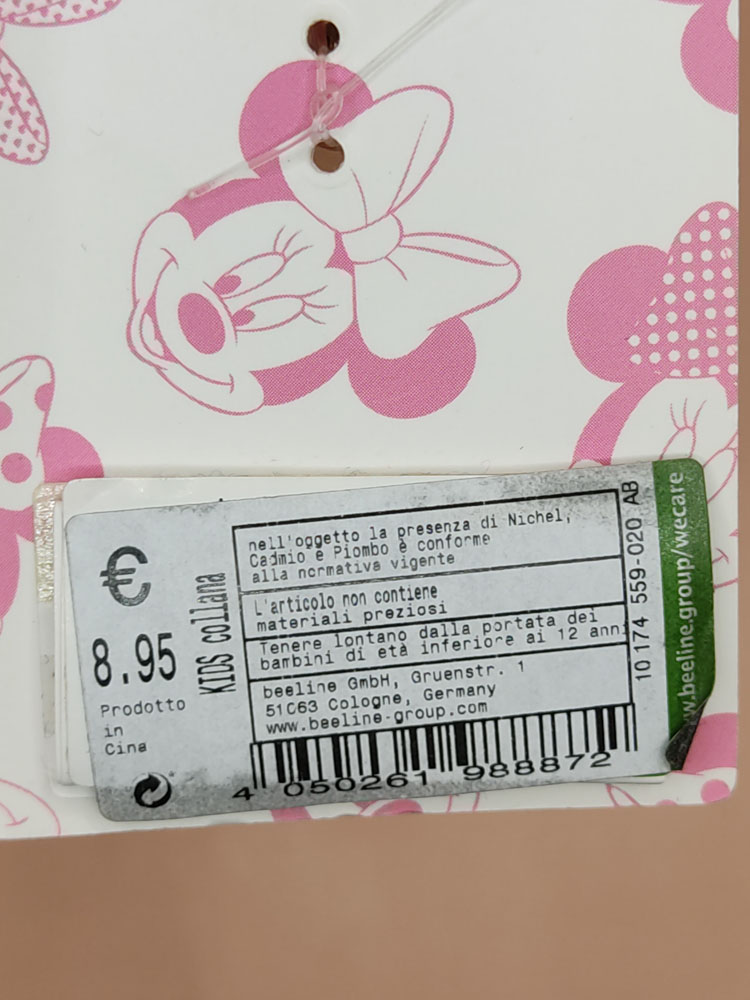 €
8.95
Prodotto
in
Cina
KIDS collana
nell'oggetto la presenza di Nichel,
Cadmio e Piombo è conforme
alla normativa vigente
L'articolo non contiene
materiali preziosi
Tenere lontano dalla portata dei
bambini di età inferiore ai 12 anni
beeline GmbH, Gruenstr. 1
51063 Cologne, Germany
www.beeline-group.com
4 050261 988872
10 174 559-020 AB
w.beeline.group/wecare